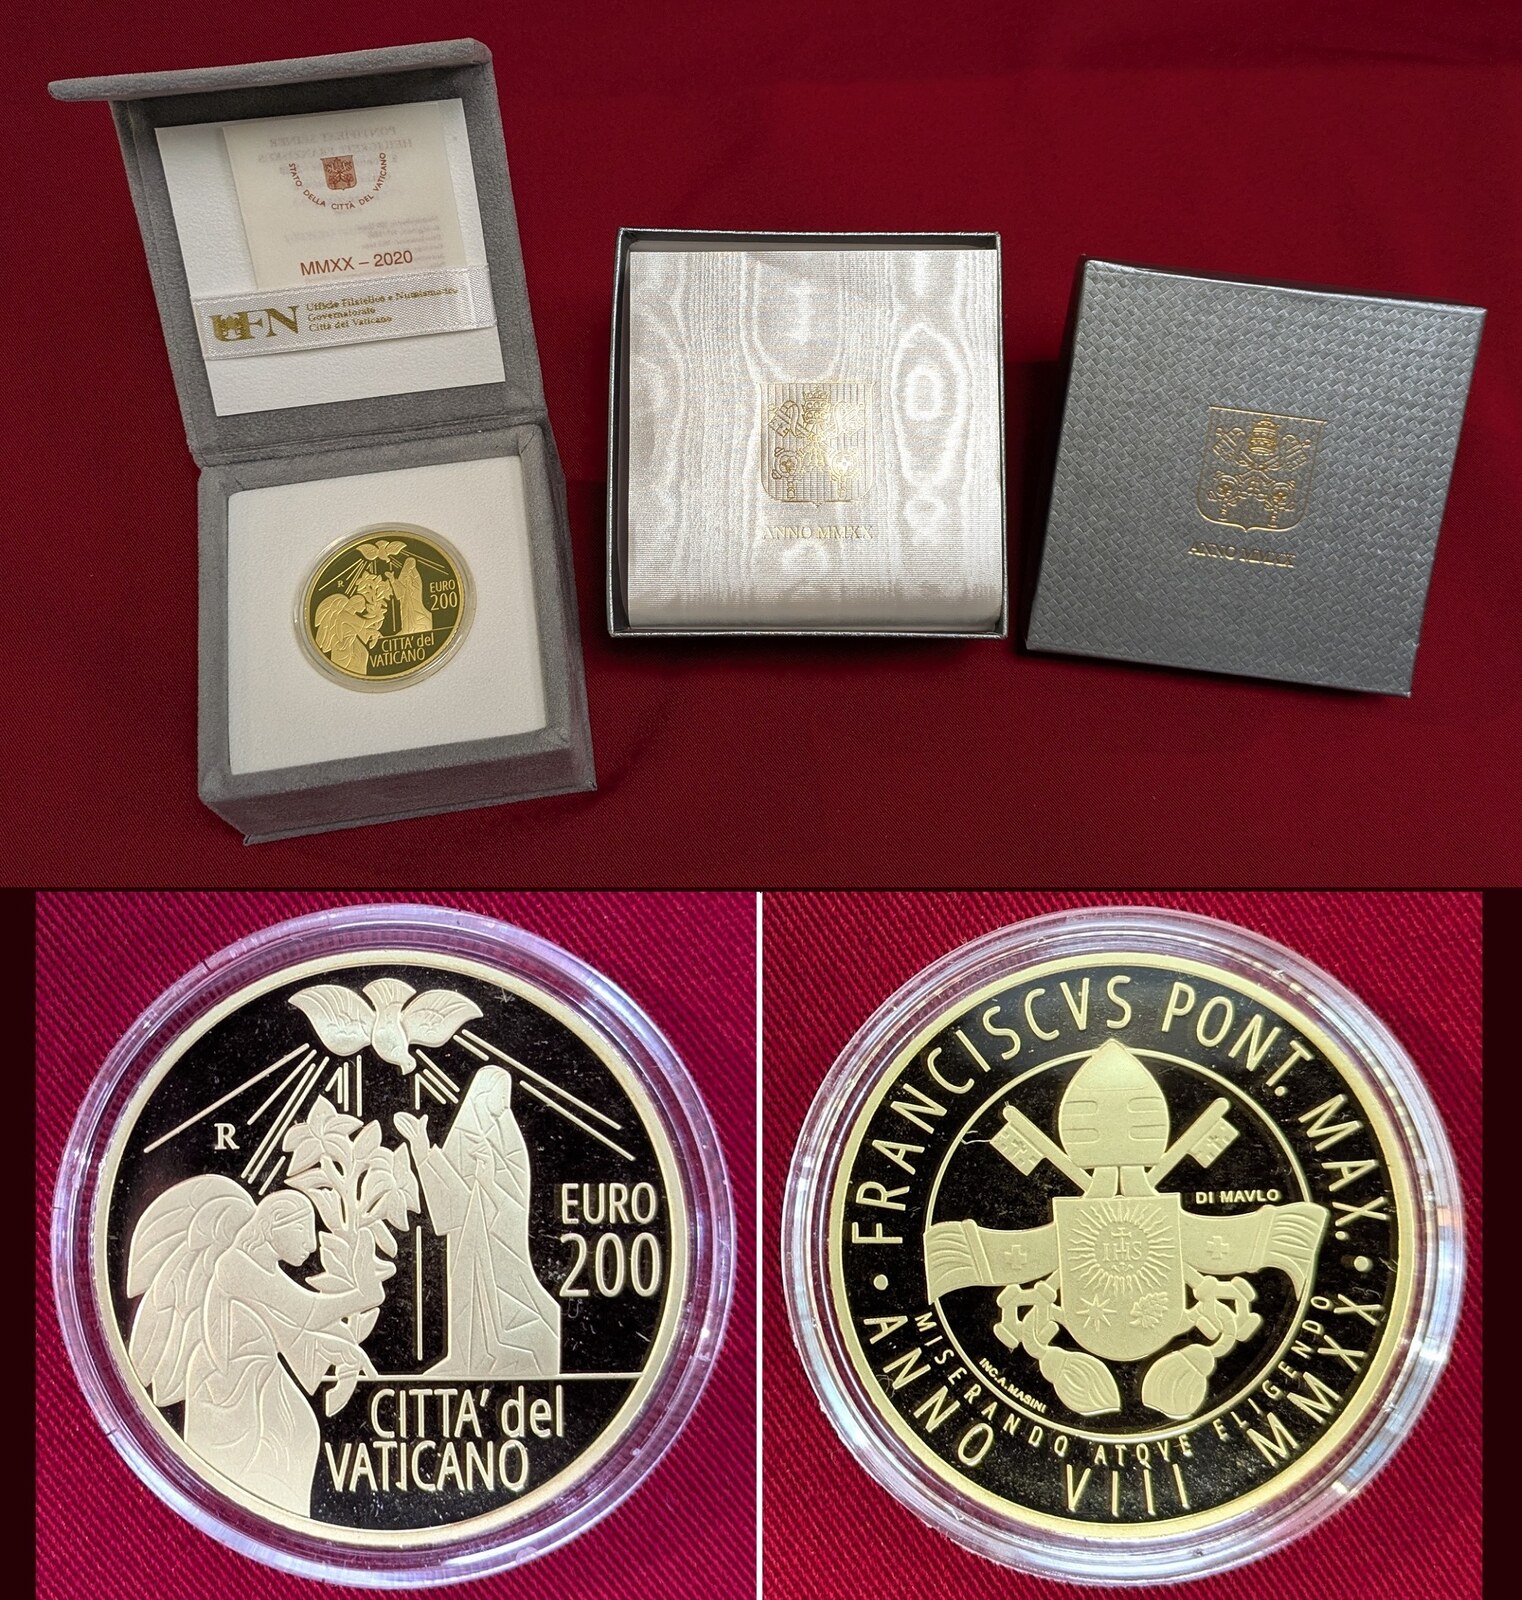 STATO DELLA CITTÀ DEL VATICANO
MMXX – 2020
UFN
Ufficio Filatelico e Numismatico
Governatorato
Città del Vaticano
R
EURO
200
CITTA' del
VATICANO
ANNO MMXX
ANNO MMXX
R
EURO
200
CITTA' del
VATICANO
• FRANCISCVS PONT. MAX. •
ANNO VIII MMXX
DI MAVLO
INC.A.MASINI
MISERANDO ATQVE ELIGENDO
IHS